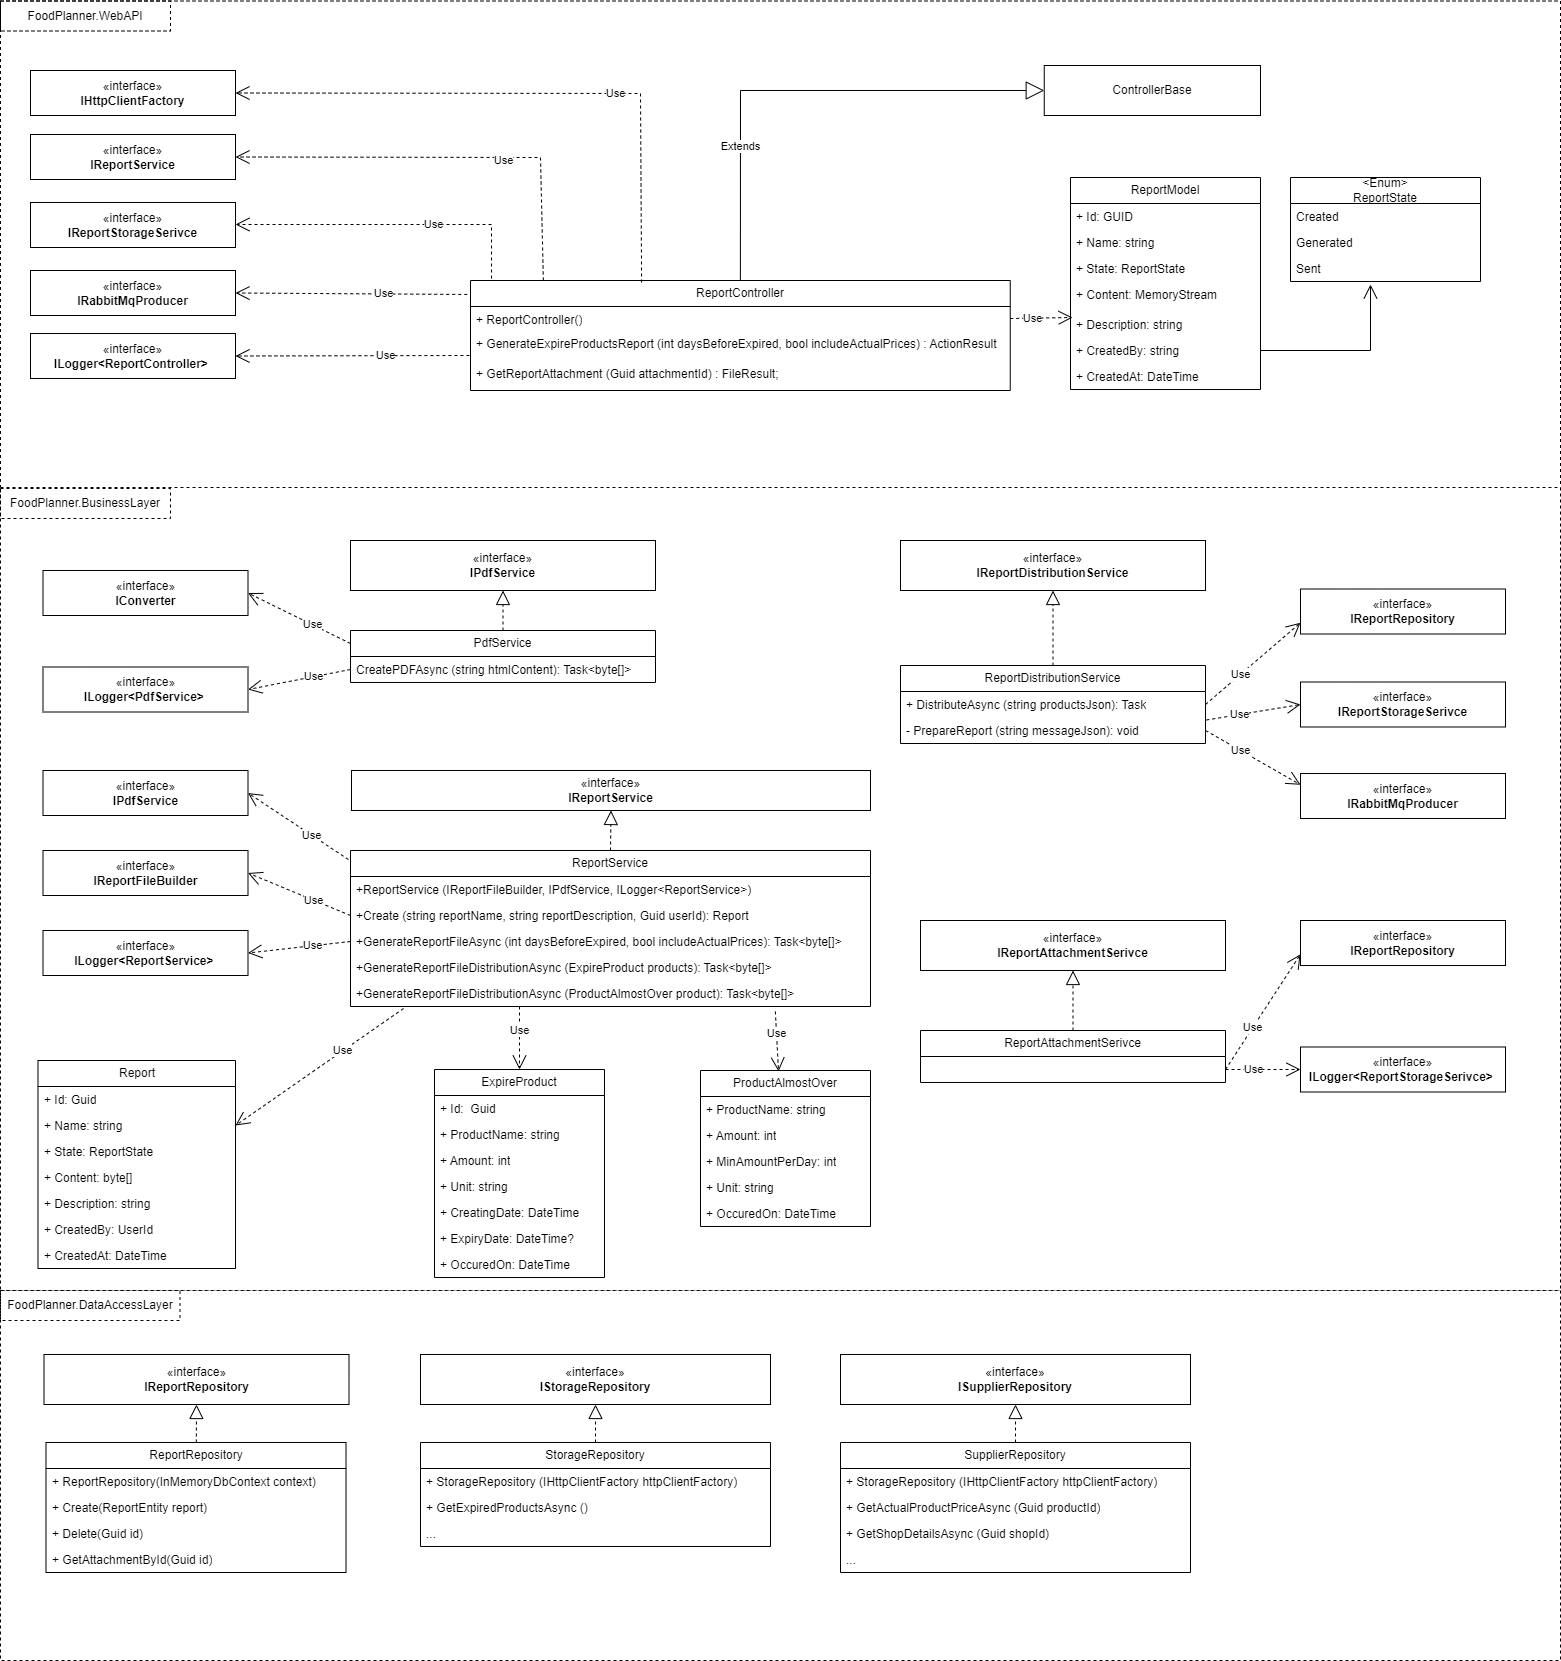 FoodPlanner.WebAPI
«interface»
IHttpClientFactory
Use
ControllerBase
«interface»
IReportService
Use
Extends
«interface»
IReportStorageSerivce
Use
«interface»
IRabbitMqProducer
Use
«interface»
ILogger<ReportController>
Use
ReportController
+ ReportController()
+ GenerateExpireProductsReport (int daysBeforeExpired, bool includeActualPrices) : ActionResult
+ GetReportAttachment (Guid attachmentId) : FileResult;
Use
ReportModel
+ Id: GUID
+ Name: string
+ State: ReportState
+ Content: MemoryStream
+ Description: string
+ CreatedBy: string
+ CreatedAt: DateTime
<Enum>
ReportState
Created
Generated
Sent
FoodPlanner.BusinessLayer
«interface»
IConverter
Use
«interface»
ILogger<PdfService>
Use
«interface»
IPdfService
PdfService
CreatePDFAsync (string htmlContent): Task<byte[]>
«interface»
IReportDistributionService
ReportDistributionService
+ DistributeAsync (string productsJson): Task
- PrepareReport (string messageJson): void
Use
Use
Use
«interface»
IReportRepository
«interface»
IReportStorageSerivce
«interface»
IRabbitMqProducer
«interface»
IPdfService
Use
«interface»
IReportFileBuilder
Use
«interface»
ILogger<ReportService>
Use
«interface»
IReportService
ReportService
+ReportService (IReportFileBuilder, IPdfService, ILogger<ReportService>)
+Create (string reportName, string reportDescription, Guid userId): Report
+GenerateReportFileAsync (int daysBeforeExpired, bool includeActualPrices): Task<byte[]>
+GenerateReportFileDistributionAsync (ExpireProduct products): Task<byte[]>
+GenerateReportFileDistributionAsync (ProductAlmostOver product): Task<byte[]>
Use
Use
Use
«interface»
IReportAttachmentSerivce
ReportAttachmentSerivce
Use
Use
«interface»
IReportRepository
«interface»
ILogger<ReportStorageSerivce>
Report
+ Id: Guid
+ Name: string
+ State: ReportState
+ Content: byte[]
+ Description: string
+ CreatedBy: UserId
+ CreatedAt: DateTime
ExpireProduct
+ Id: Guid
+ ProductName: string
+ Amount: int
+ Unit: string
+ CreatingDate: DateTime
+ ExpiryDate: DateTime?
+ OccuredOn: DateTime
ProductAlmostOver
+ ProductName: string
+ Amount: int
+ MinAmountPerDay: int
+ Unit: string
+ OccuredOn: DateTime
FoodPlanner.DataAccessLayer
«interface»
IReportRepository
ReportRepository
+ ReportRepository(InMemoryDbContext context)
+ Create(ReportEntity report)
+ Delete(Guid id)
+ GetAttachmentById(Guid id)
«interface»
IStorageRepository
StorageRepository
+ StorageRepository (IHttpClientFactory httpClientFactory)
+ GetExpiredProductsAsync ()
...
«interface»
ISupplierRepository
SupplierRepository
+ StorageRepository (IHttpClientFactory httpClientFactory)
+ GetActualProductPriceAsync (Guid productId)
+ GetShopDetailsAsync (Guid shopId)
...